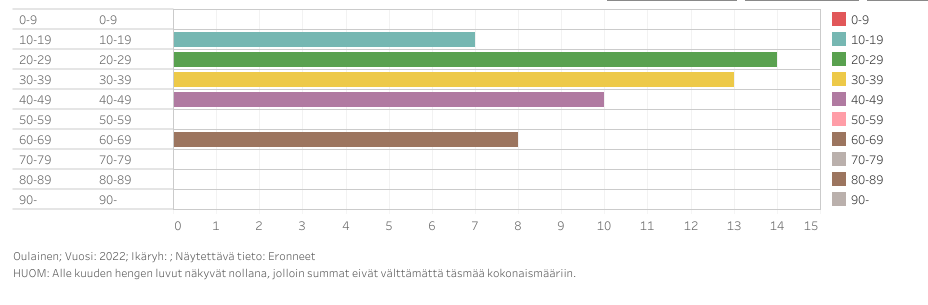 0-9 0-9 0-9
10-19 10-19 10-19
20-29 20-29 20-29
30-39 30-39 30-39
40-49 40-49 40-49
50-59 50-59 50-59
60-69 60-69 60-69
70-79 70-79 70-79
80-89 80-89 80-89
90- 90- 90-
0 1 2 3 4 5 6 7 8 9 10 11 12 13 14 15
Oulainen; Vuosi: 2022; Ikäryh: ; Näytettävä tieto: Eronneet
HUOM: Alle kuuden hengen luvut näkyvät nollana, jolloin summat eivät välttämättä täsmää kokonaismääriin.